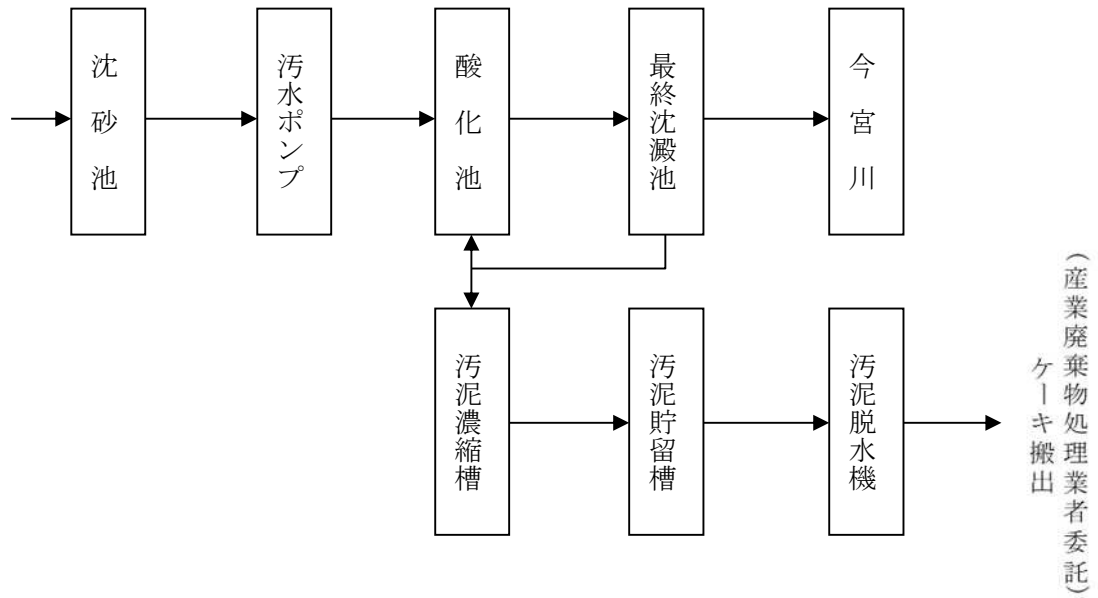 沈砂池
汚水ポンプ
酸化池
最終沈澱池
今宮川
汚泥濃縮槽
汚泥貯留槽
汚泥脱水機
（産業廃棄物処理業者委託）
ケーキ搬出